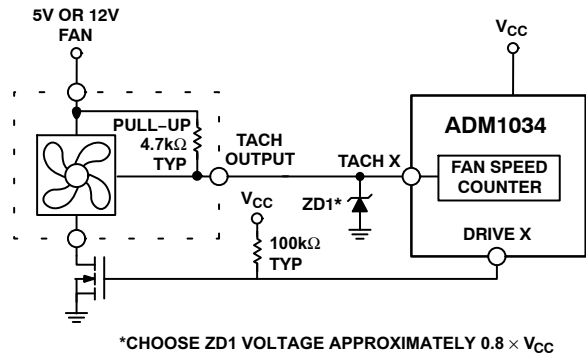 5V OR 12V
FAN
VCC
PULL–UP
4.7kΩ
TYP
TACH
OUTPUT
TACH X
ADM1034
FAN SPEED
COUNTER
ZD1*
VCC
100kΩ
TYP
DRIVE X
*CHOOSE ZD1 VOLTAGE APPROXIMATELY 0.8 × VCC